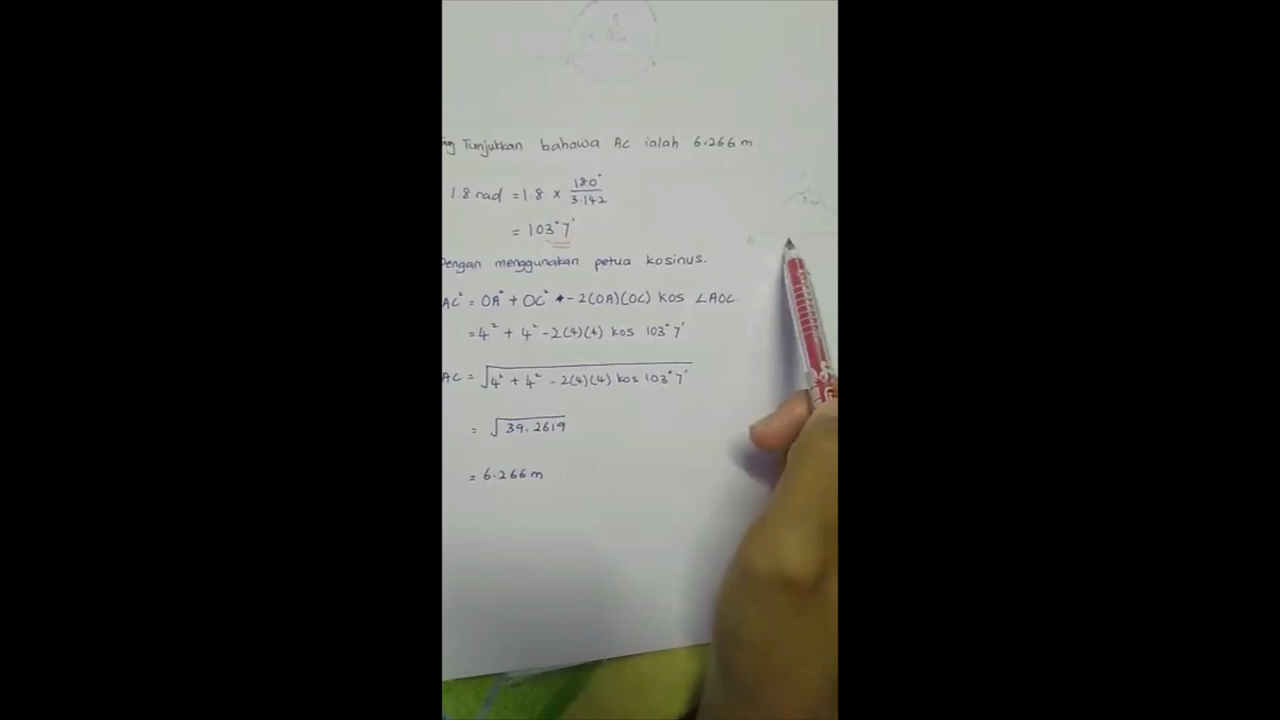 Tunjukkan bahawa AC ialah 6.266 m
1.8 rad = 1.8 × 180°/3.142
= 103°7'
Dengan menggunakan petua kosinus.
AC² = OA² + OC² - 2(OA)(OC) kos ∠AOC
= 4² + 4² - 2(4)(4) kos 103°7'
AC = √4² + 4² - 2(4)(4) kos 103°7'
= √39.2619
= 6.266 m